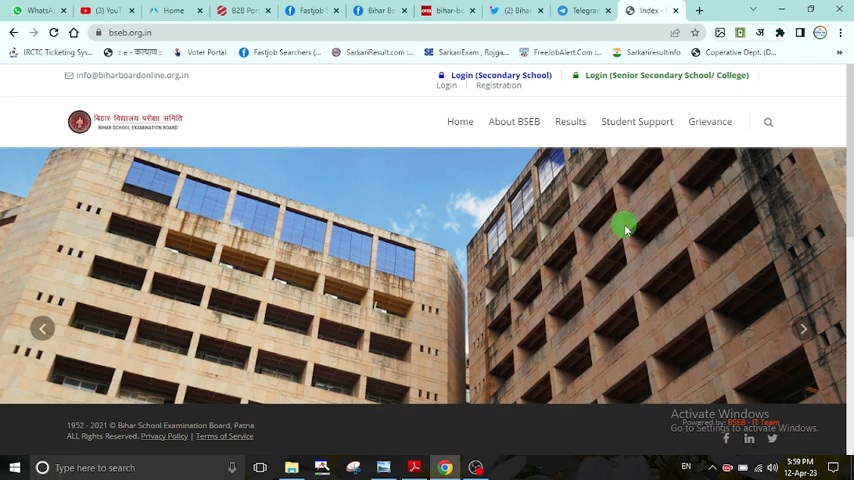 WhatsA
(3) YouT
Home
B2B Port
Fastjob S
Bihar Bo
bihar-bo
(2) Biha
Telegram
Index -
bseb.org.in
IRCTC Ticketing Sys...
:: e - कल्याण ::
Voter Portal
Fastjob Searchers (...
SarkariResult.com :...
SarkariExam , Rojga...
FreeJobAlert.Com :...
Sarkariresultinfo
Coperative Dept. (D...
»
info@biharboardonline.org.in
Login (Secondary School)
Login (Senior Secondary School/ College)
Login
Registration
बिहार विद्यालय परीक्षा समिति
BIHAR SCHOOL EXAMINATION BOARD
Home
About BSEB
Results
Student Support
Grievance
1952 - 2021 © Bihar School Examination Board, Patna
ALL Rights Reserved. Privacy Policy | Terms of Service
Activate Windows
Powered by: BSEB - IT Team
Go to Settings to activate Windows.
Type here to search
EN
5:59 PM
12-Apr-23